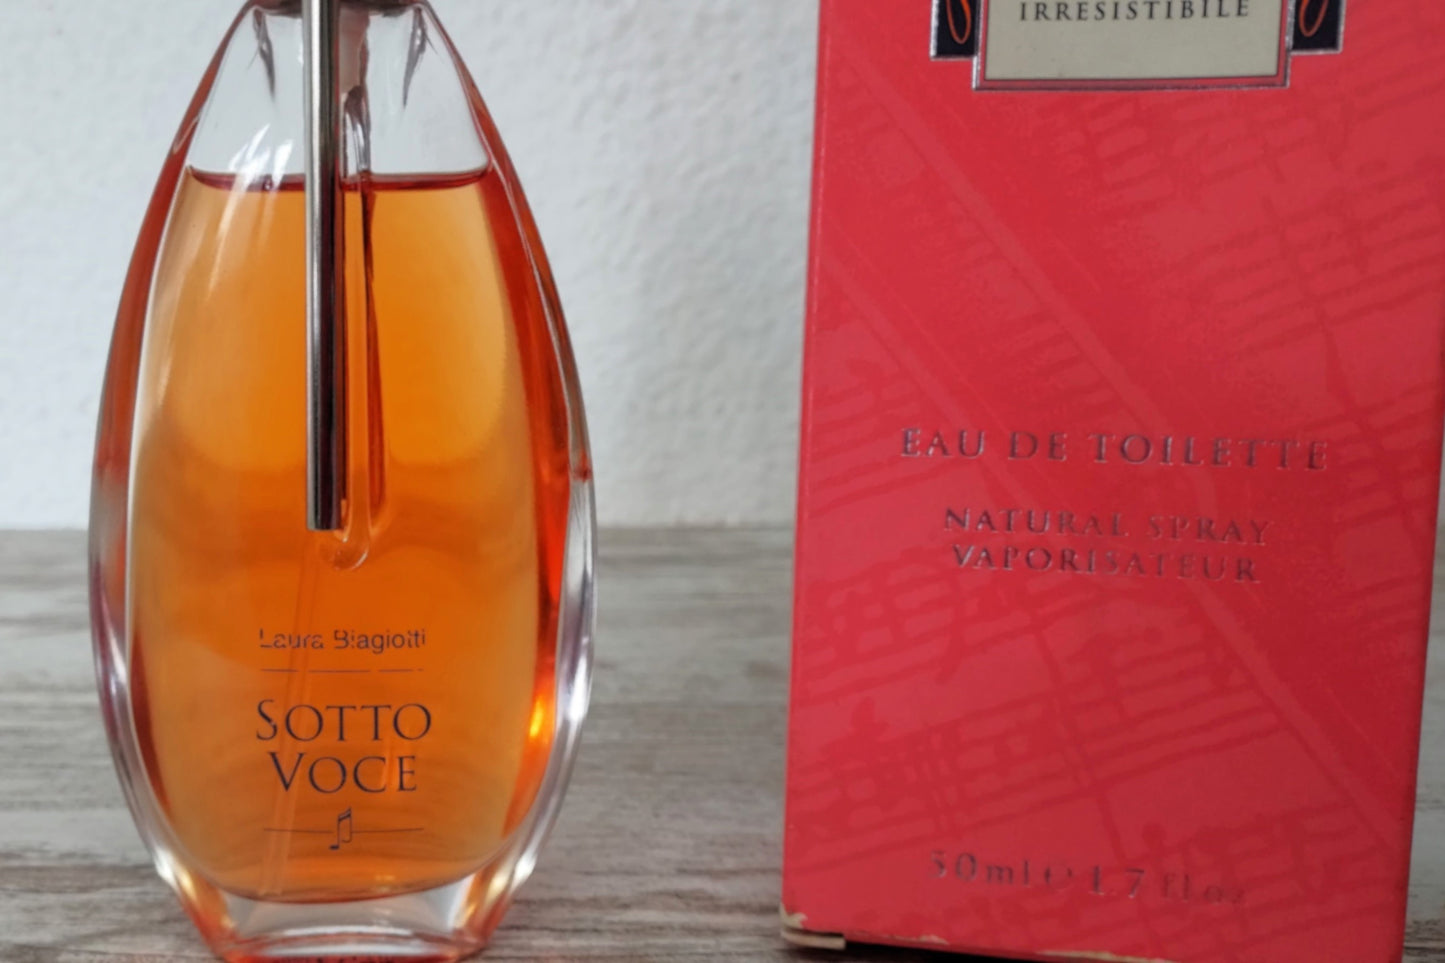 IRRESISTIBILE
EAU DE TOILETTE
NATURAL SPRAY
VAPORISATEUR
50ml e 1.7 fl.oz
Laura Biagiotti
SOTTO
VOCE